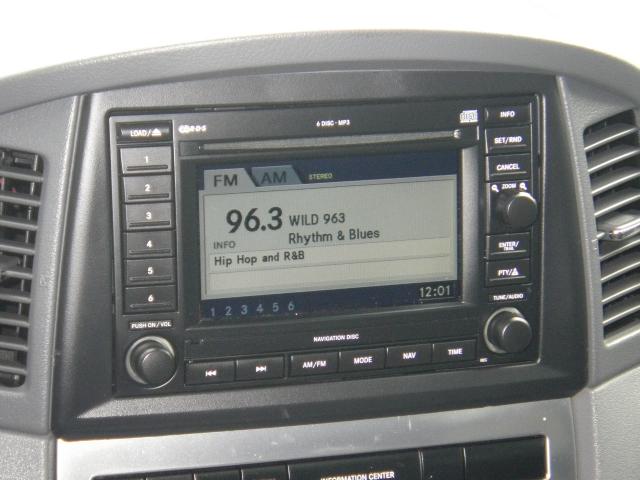 LOAD/
R·D·S
6 DISC · MP3
INFO
SET/RND
CANCEL
ZOOM
ENTER/
PTY/
TUNE/AUDIO
1
2
3
4
5
6
PUSH ON/VOL
FM AM STEREO
96.3 WILD 963
Rhythm & Blues
INFO
Hip Hop and R&B
1 2 3 4 5 6
12:01
NAVIGATION DISC
AM/FM MODE NAV TIME
INFORMATION CENTER